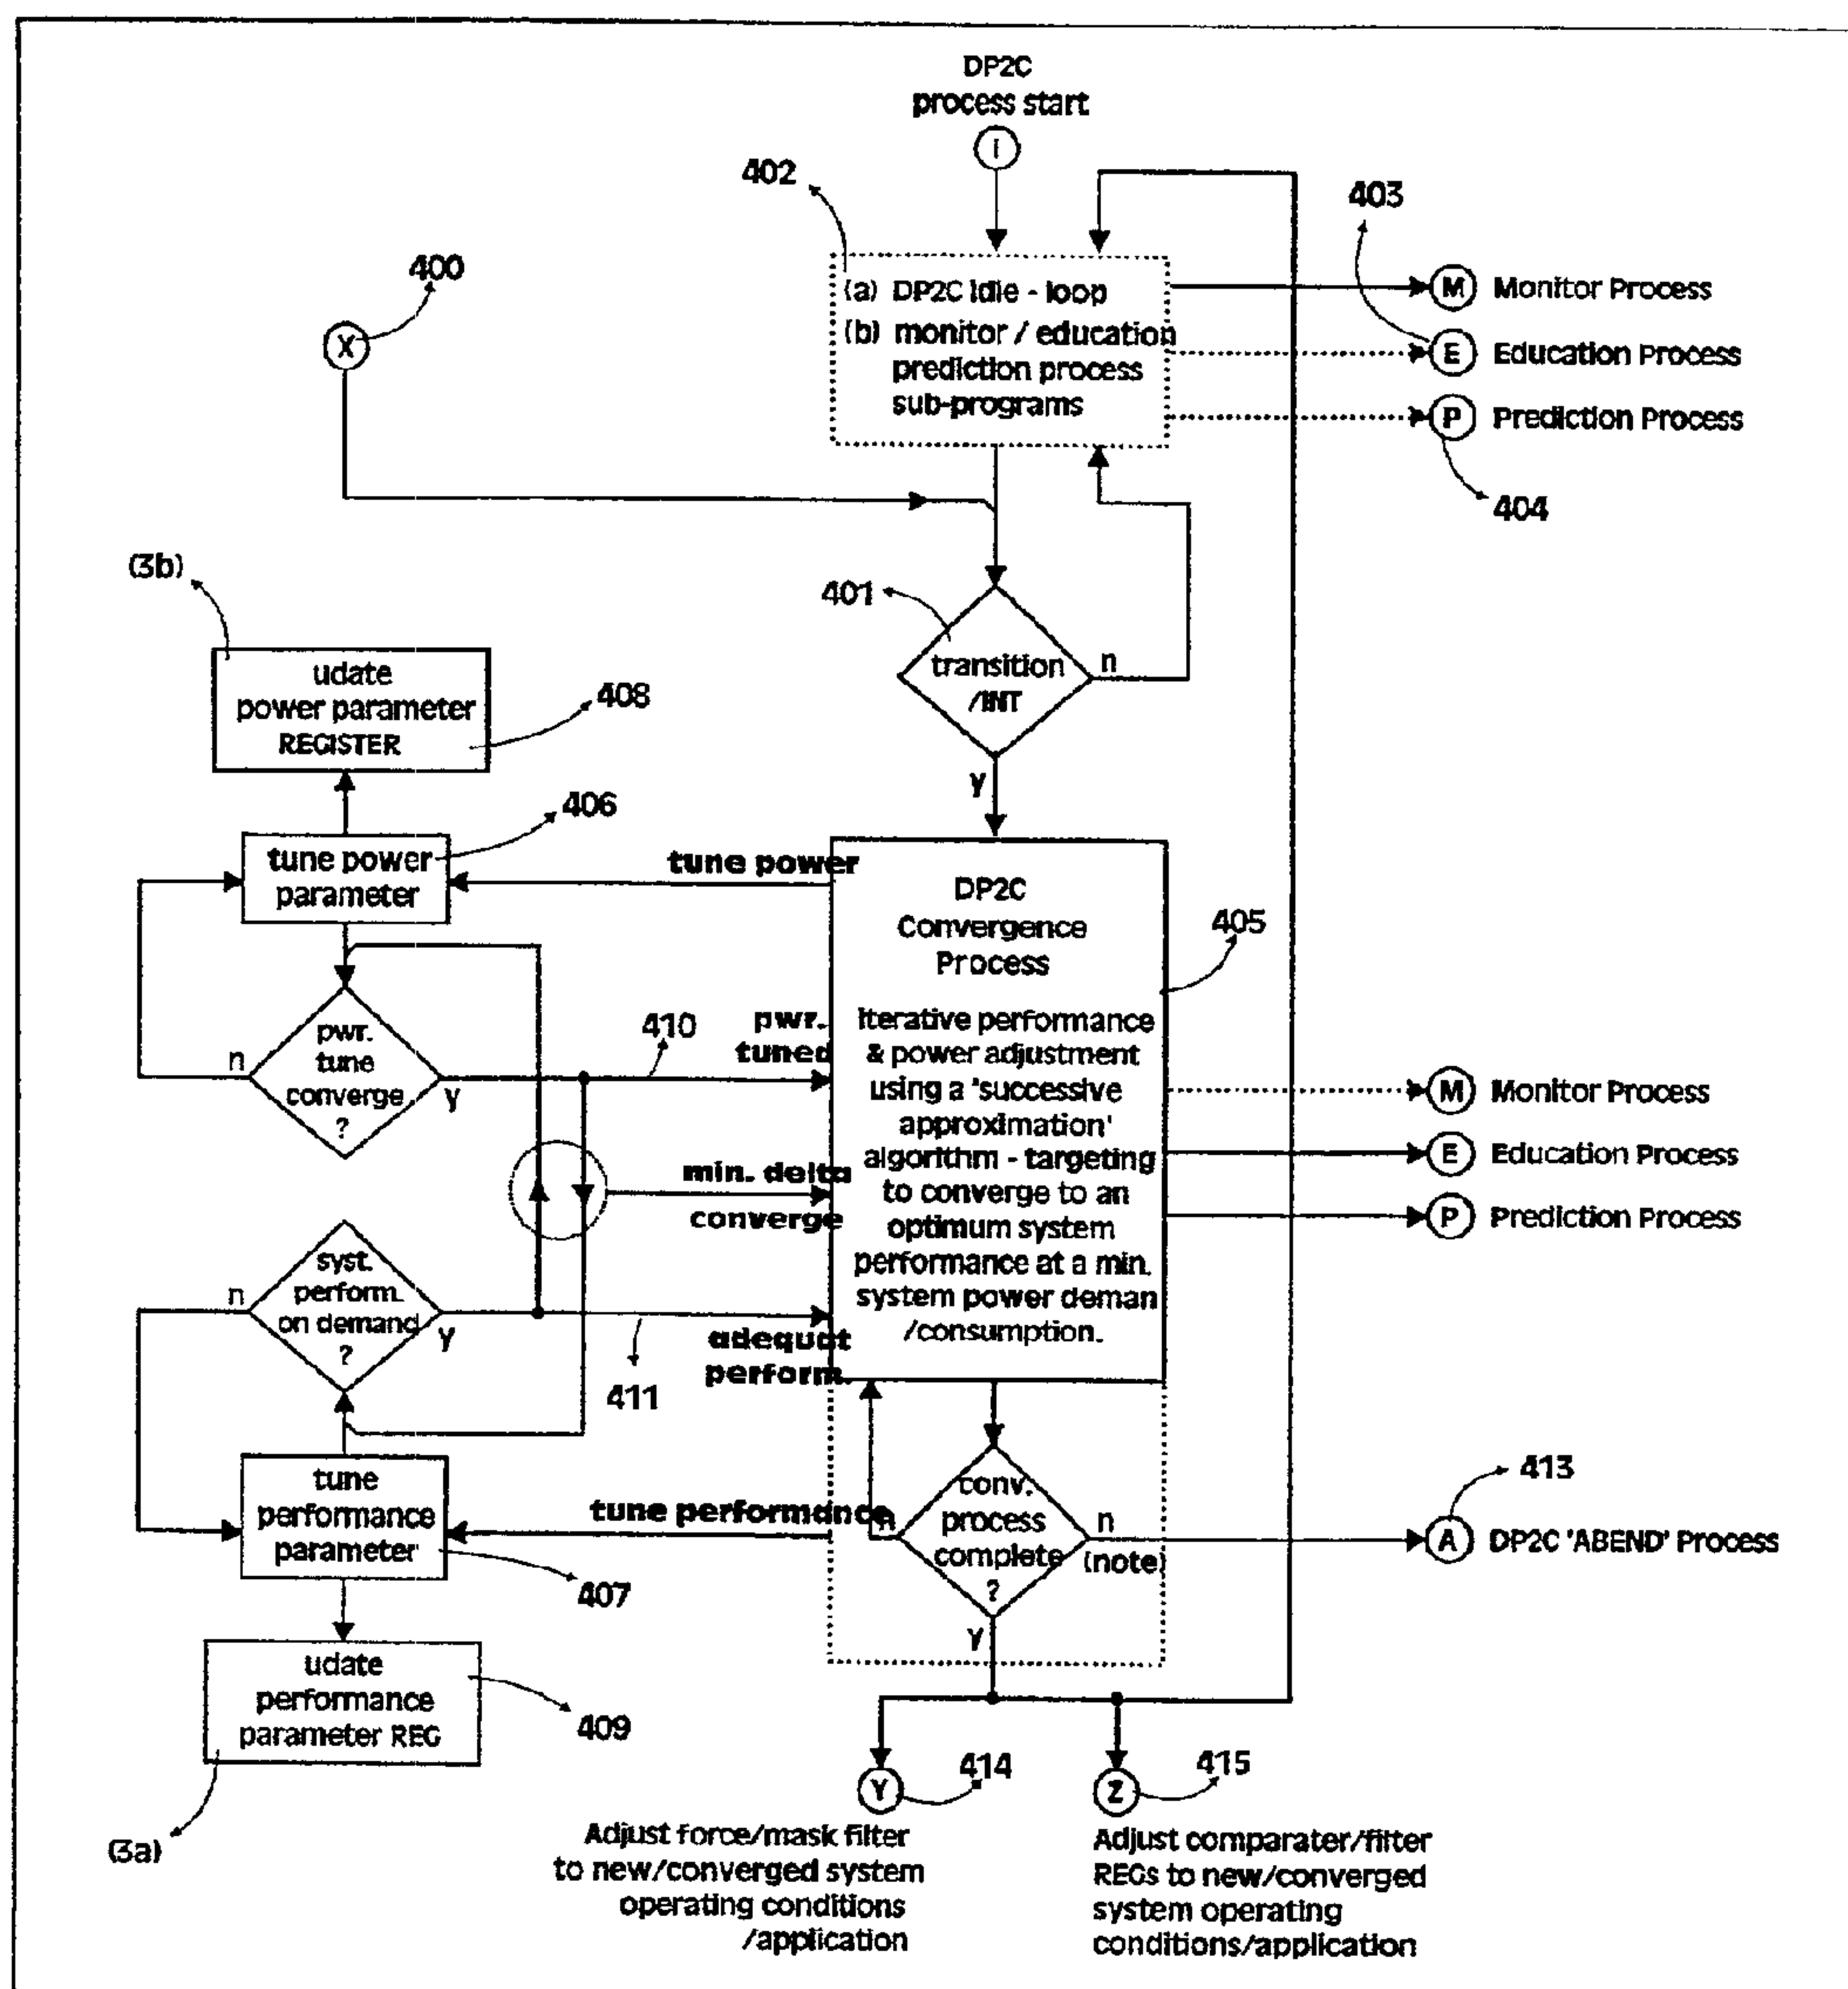 DP2C
process start
I
402
403
400
X
(a) DP2C idle - loop
(b) monitor / education
prediction process
sub-programs
M Monitor Process
E Education Process
P Prediction Process
404
(3b)
401
transition
/INT
n
y
udate
power parameter
REGISTER
408
406
tune power
parameter
tune power
DP2C
Convergence
Process
405
iterative performance
& power adjustment
using a 'successive
approximation'
algorithm - targeting
to converge to an
optimum system
performance at a min.
system power deman
/consumption.
pwr.
tune
converge
?
n
y
410
pwr.
tuned
min. delta
converge
M Monitor Process
E Education Process
P Prediction Process
syst.
perform.
on demand
?
n
y
411
adequat
perform.
tune
performance
parameter
407
tune performance
conv.
process
complete
?
n
n
(note)
y
413
A DP2C 'ABEND' Process
udate
performance
parameter REG
409
(3a)
Y
414
Z
415
Adjust force/mask filter
to new/converged system
operating conditions
/application
Adjust comparater/filter
REGs to new/converged
system operating
conditions/application